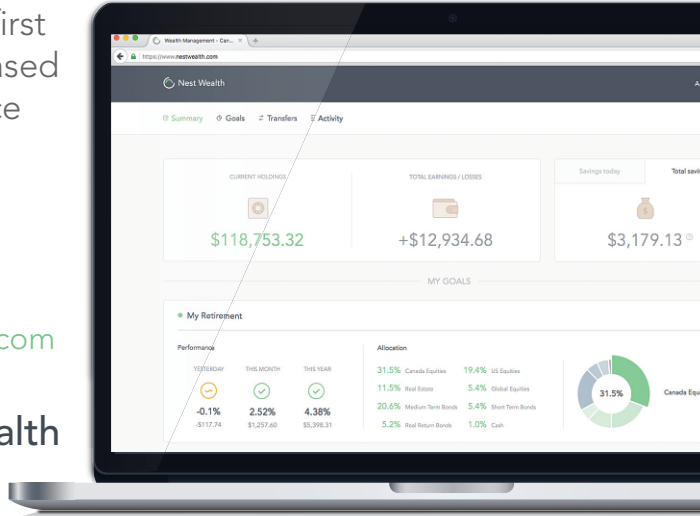 irst
ased
ce
com
alth
Wealth Management - Can...
https://www.nestwealth.com
Nest Wealth
A
Summary Goals Transfers Activity
CURRENT HOLDINGS
$118,753.32
TOTAL EARNINGS / LOSSES
+$12,934.68
Savings today Total savi
$3,179.13
MY GOALS
My Retirement
Performance
YESTERDAY THIS MONTH THIS YEAR
-0.1% 2.52% 4.38%
-$117.74 $1,257.60 $5,398.31
Allocation
31.5% Canada Equities 19.4% US Equities
11.5% Real Estate 5.4% Global Equities
20.6% Medium Term Bonds 5.4% Short Term Bonds
5.2% Real Return Bonds 1.0% Cash
31.5%
Canada Equi